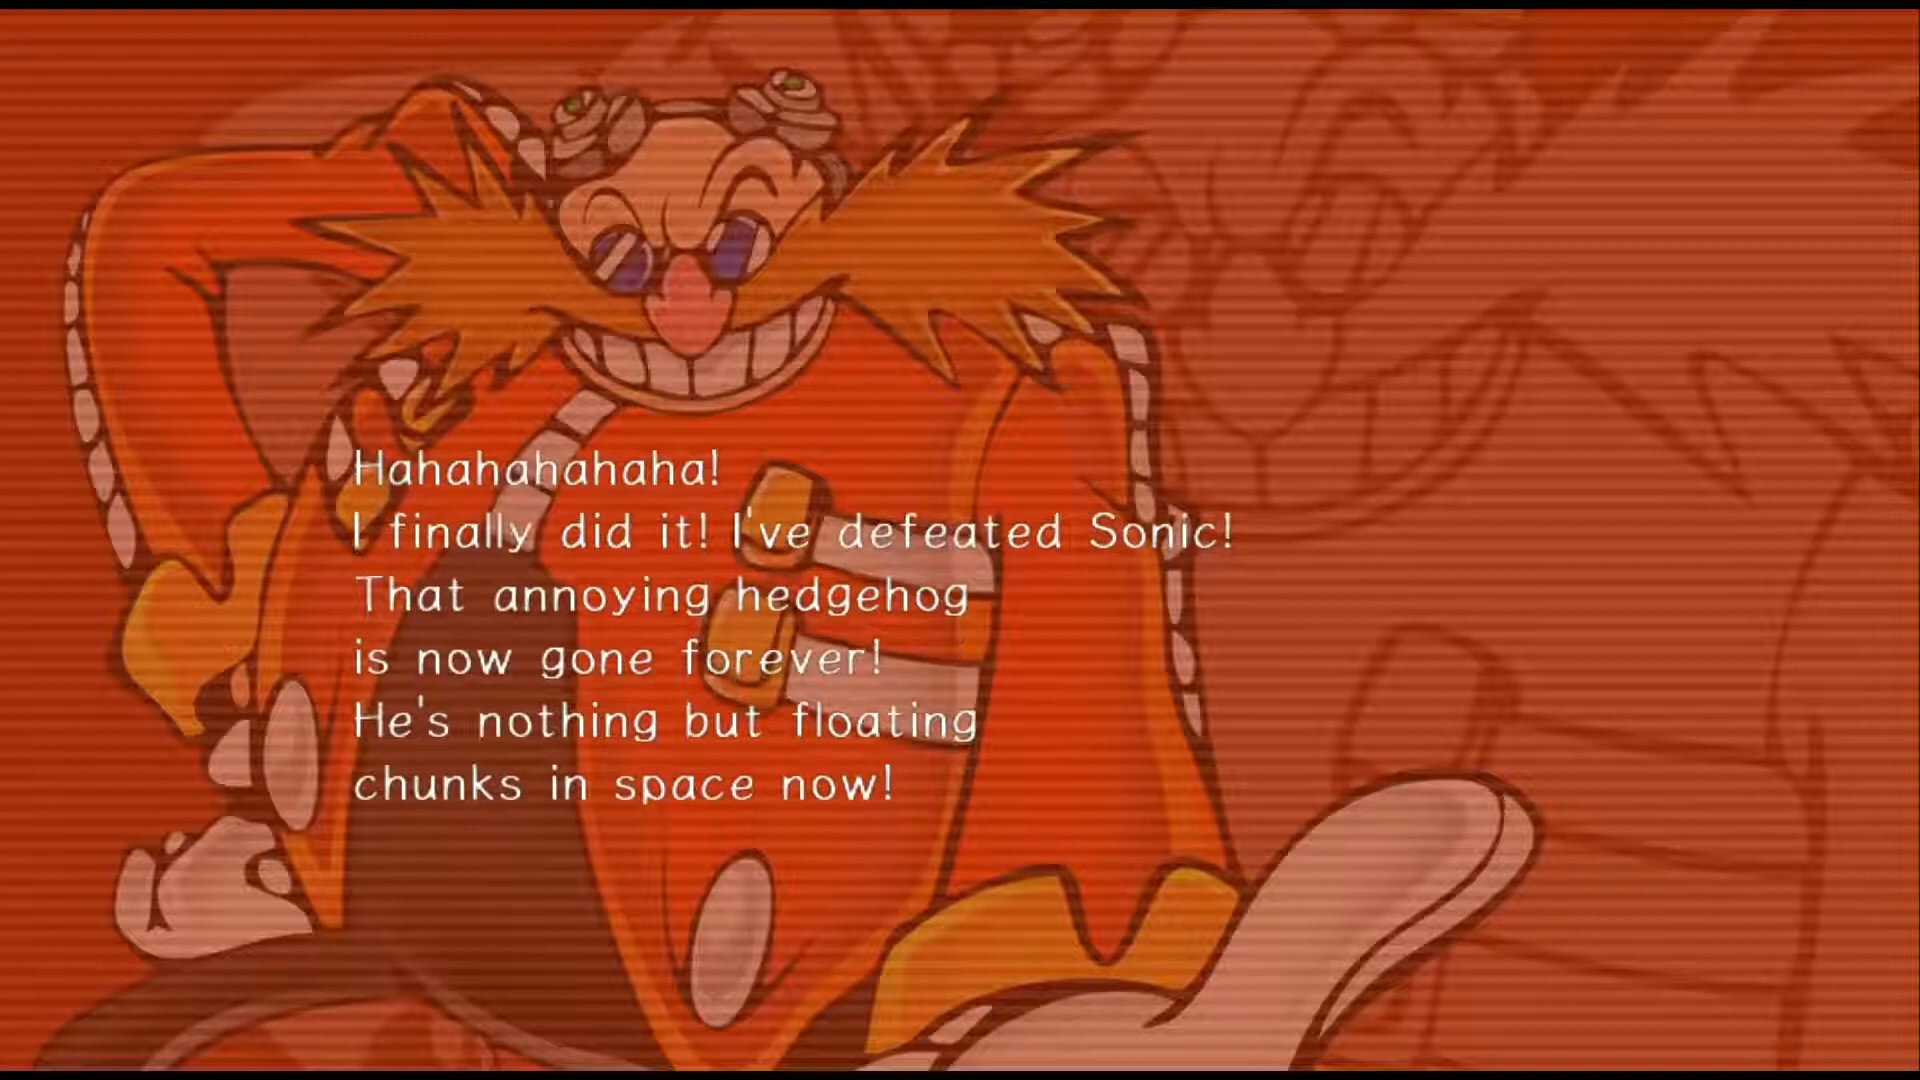 Hahahahahaha!
I finally did it! I've defeated Sonic!
That annoying hedgehog
is now gone forever!
He's nothing but floating
chunks in space now!